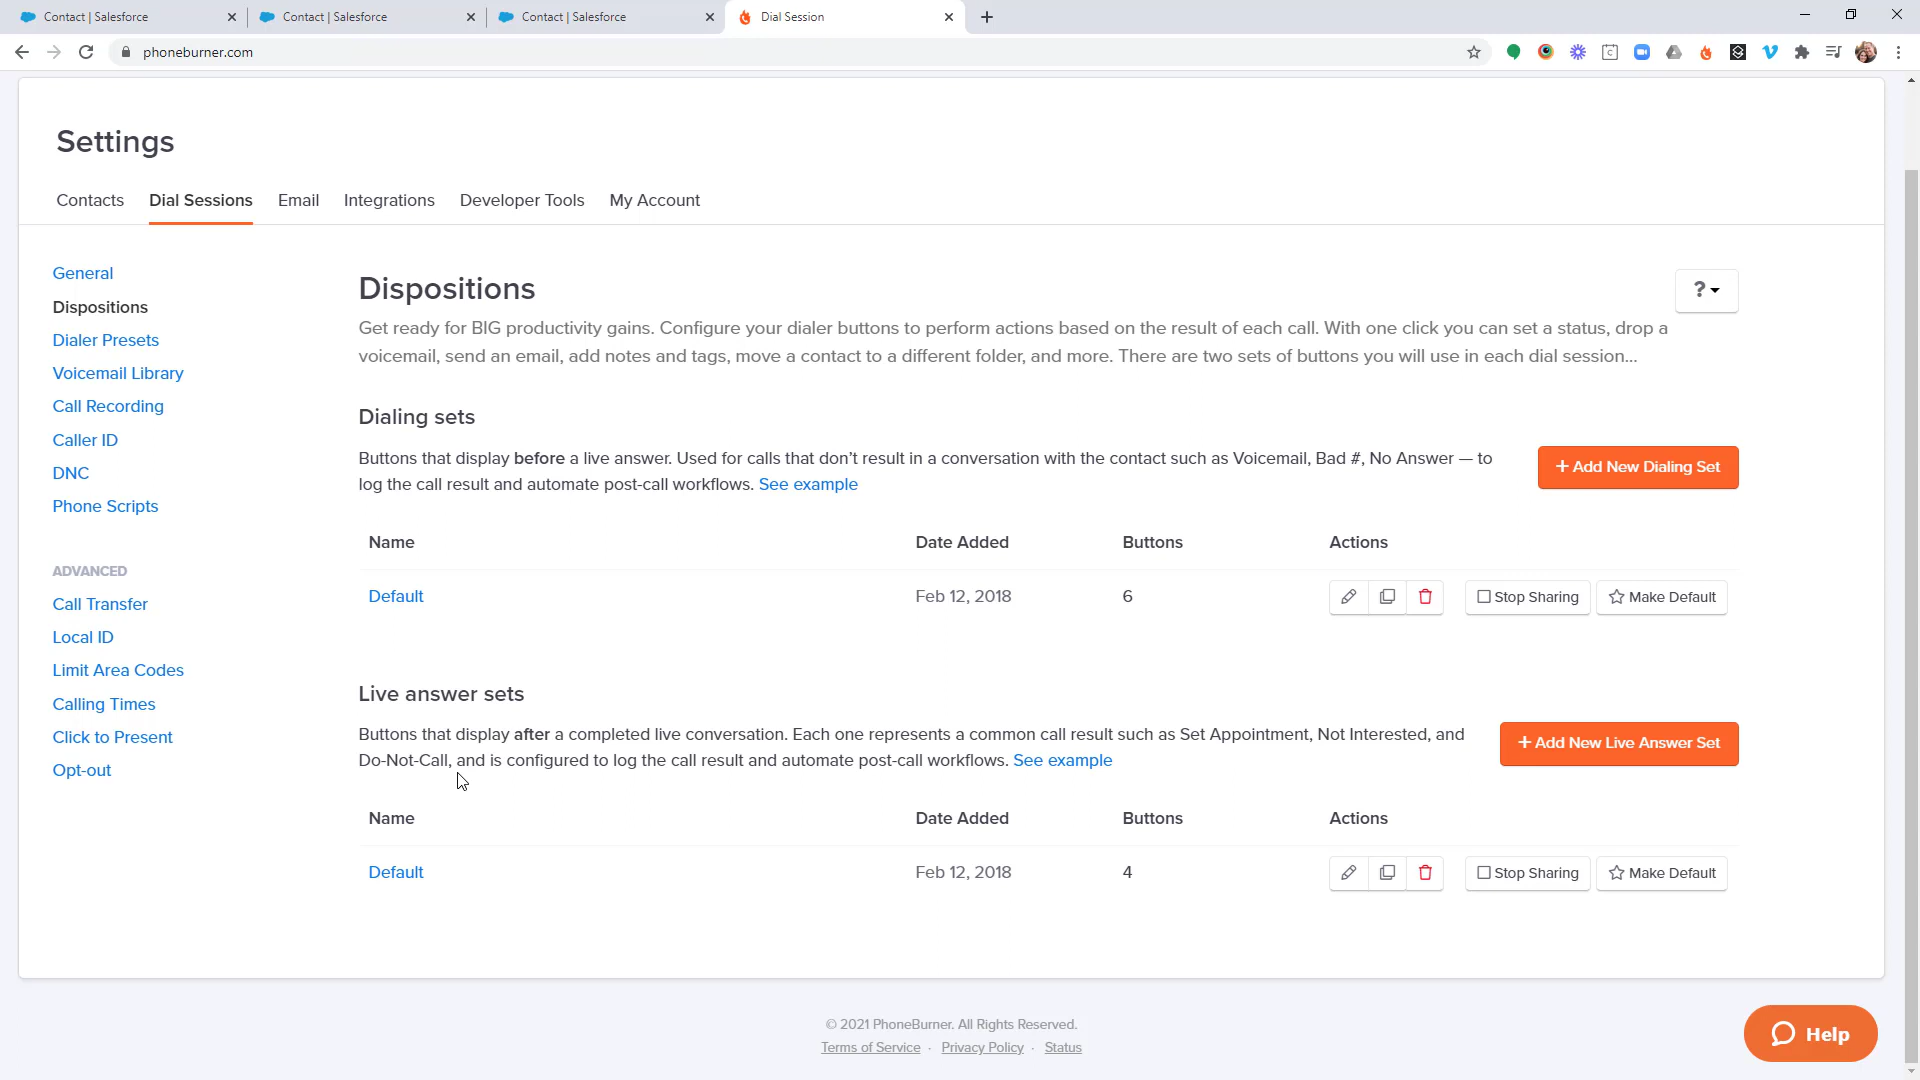 Contact | Salesforce
Contact | Salesforce
Contact | Salesforce
Dial Session
phoneburner.com
Settings
Contacts
Dial Sessions
Email
Integrations
Developer Tools
My Account
General
Dispositions
Dialer Presets
Voicemail Library
Call Recording
Caller ID
DNC
Phone Scripts
ADVANCED
Call Transfer
Local ID
Limit Area Codes
Calling Times
Click to Present
Opt-out
Dispositions
?
Get ready for BIG productivity gains. Configure your dialer buttons to perform actions based on the result of each call. With one click you can set a status, drop a
voicemail, send an email, add notes and tags, move a contact to a different folder, and more. There are two sets of buttons you will use in each dial session...
Dialing sets
Buttons that display before a live answer. Used for calls that don't result in a conversation with the contact such as Voicemail, Bad #, No Answer — to
log the call result and automate post-call workflows. See example
+ Add New Dialing Set
Name Date Added Buttons Actions
Default Feb 12, 2018 6 Stop Sharing Make Default
Live answer sets
Buttons that display after a completed live conversation. Each one represents a common call result such as Set Appointment, Not Interested, and
Do-Not-Call, and is configured to log the call result and automate post-call workflows. See example
+ Add New Live Answer Set
Name Date Added Buttons Actions
Default Feb 12, 2018 4 Stop Sharing Make Default
© 2021 PhoneBurner. All Rights Reserved.
Terms of Service · Privacy Policy · Status
Help